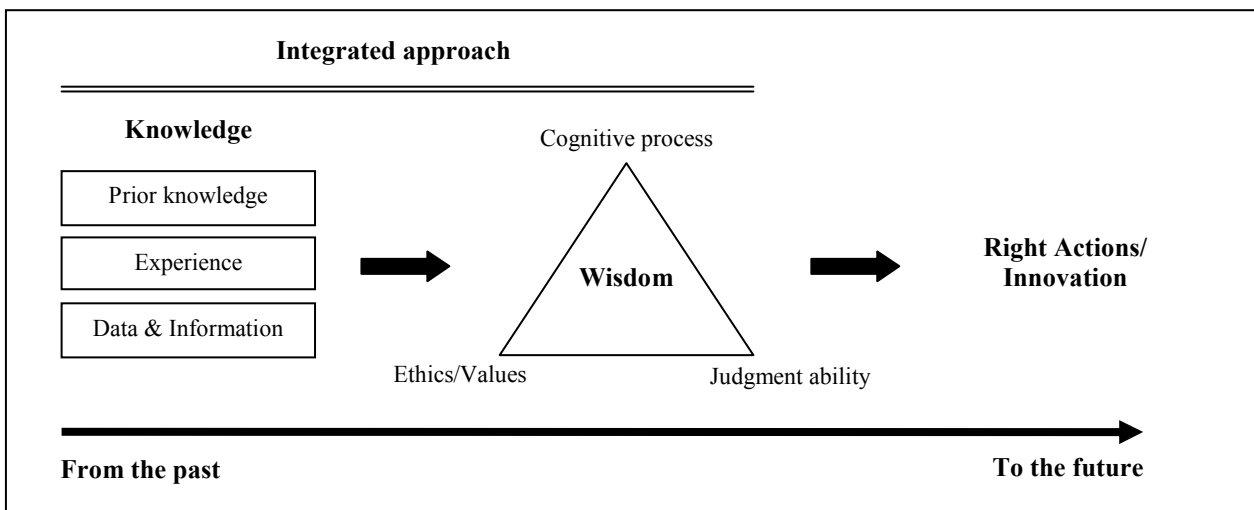 Integrated approach
Knowledge
Prior knowledge
Experience
Data & Information
Cognitive process
Wisdom
Ethics/Values
Judgment ability
Right Actions/
Innovation
From the past
To the future